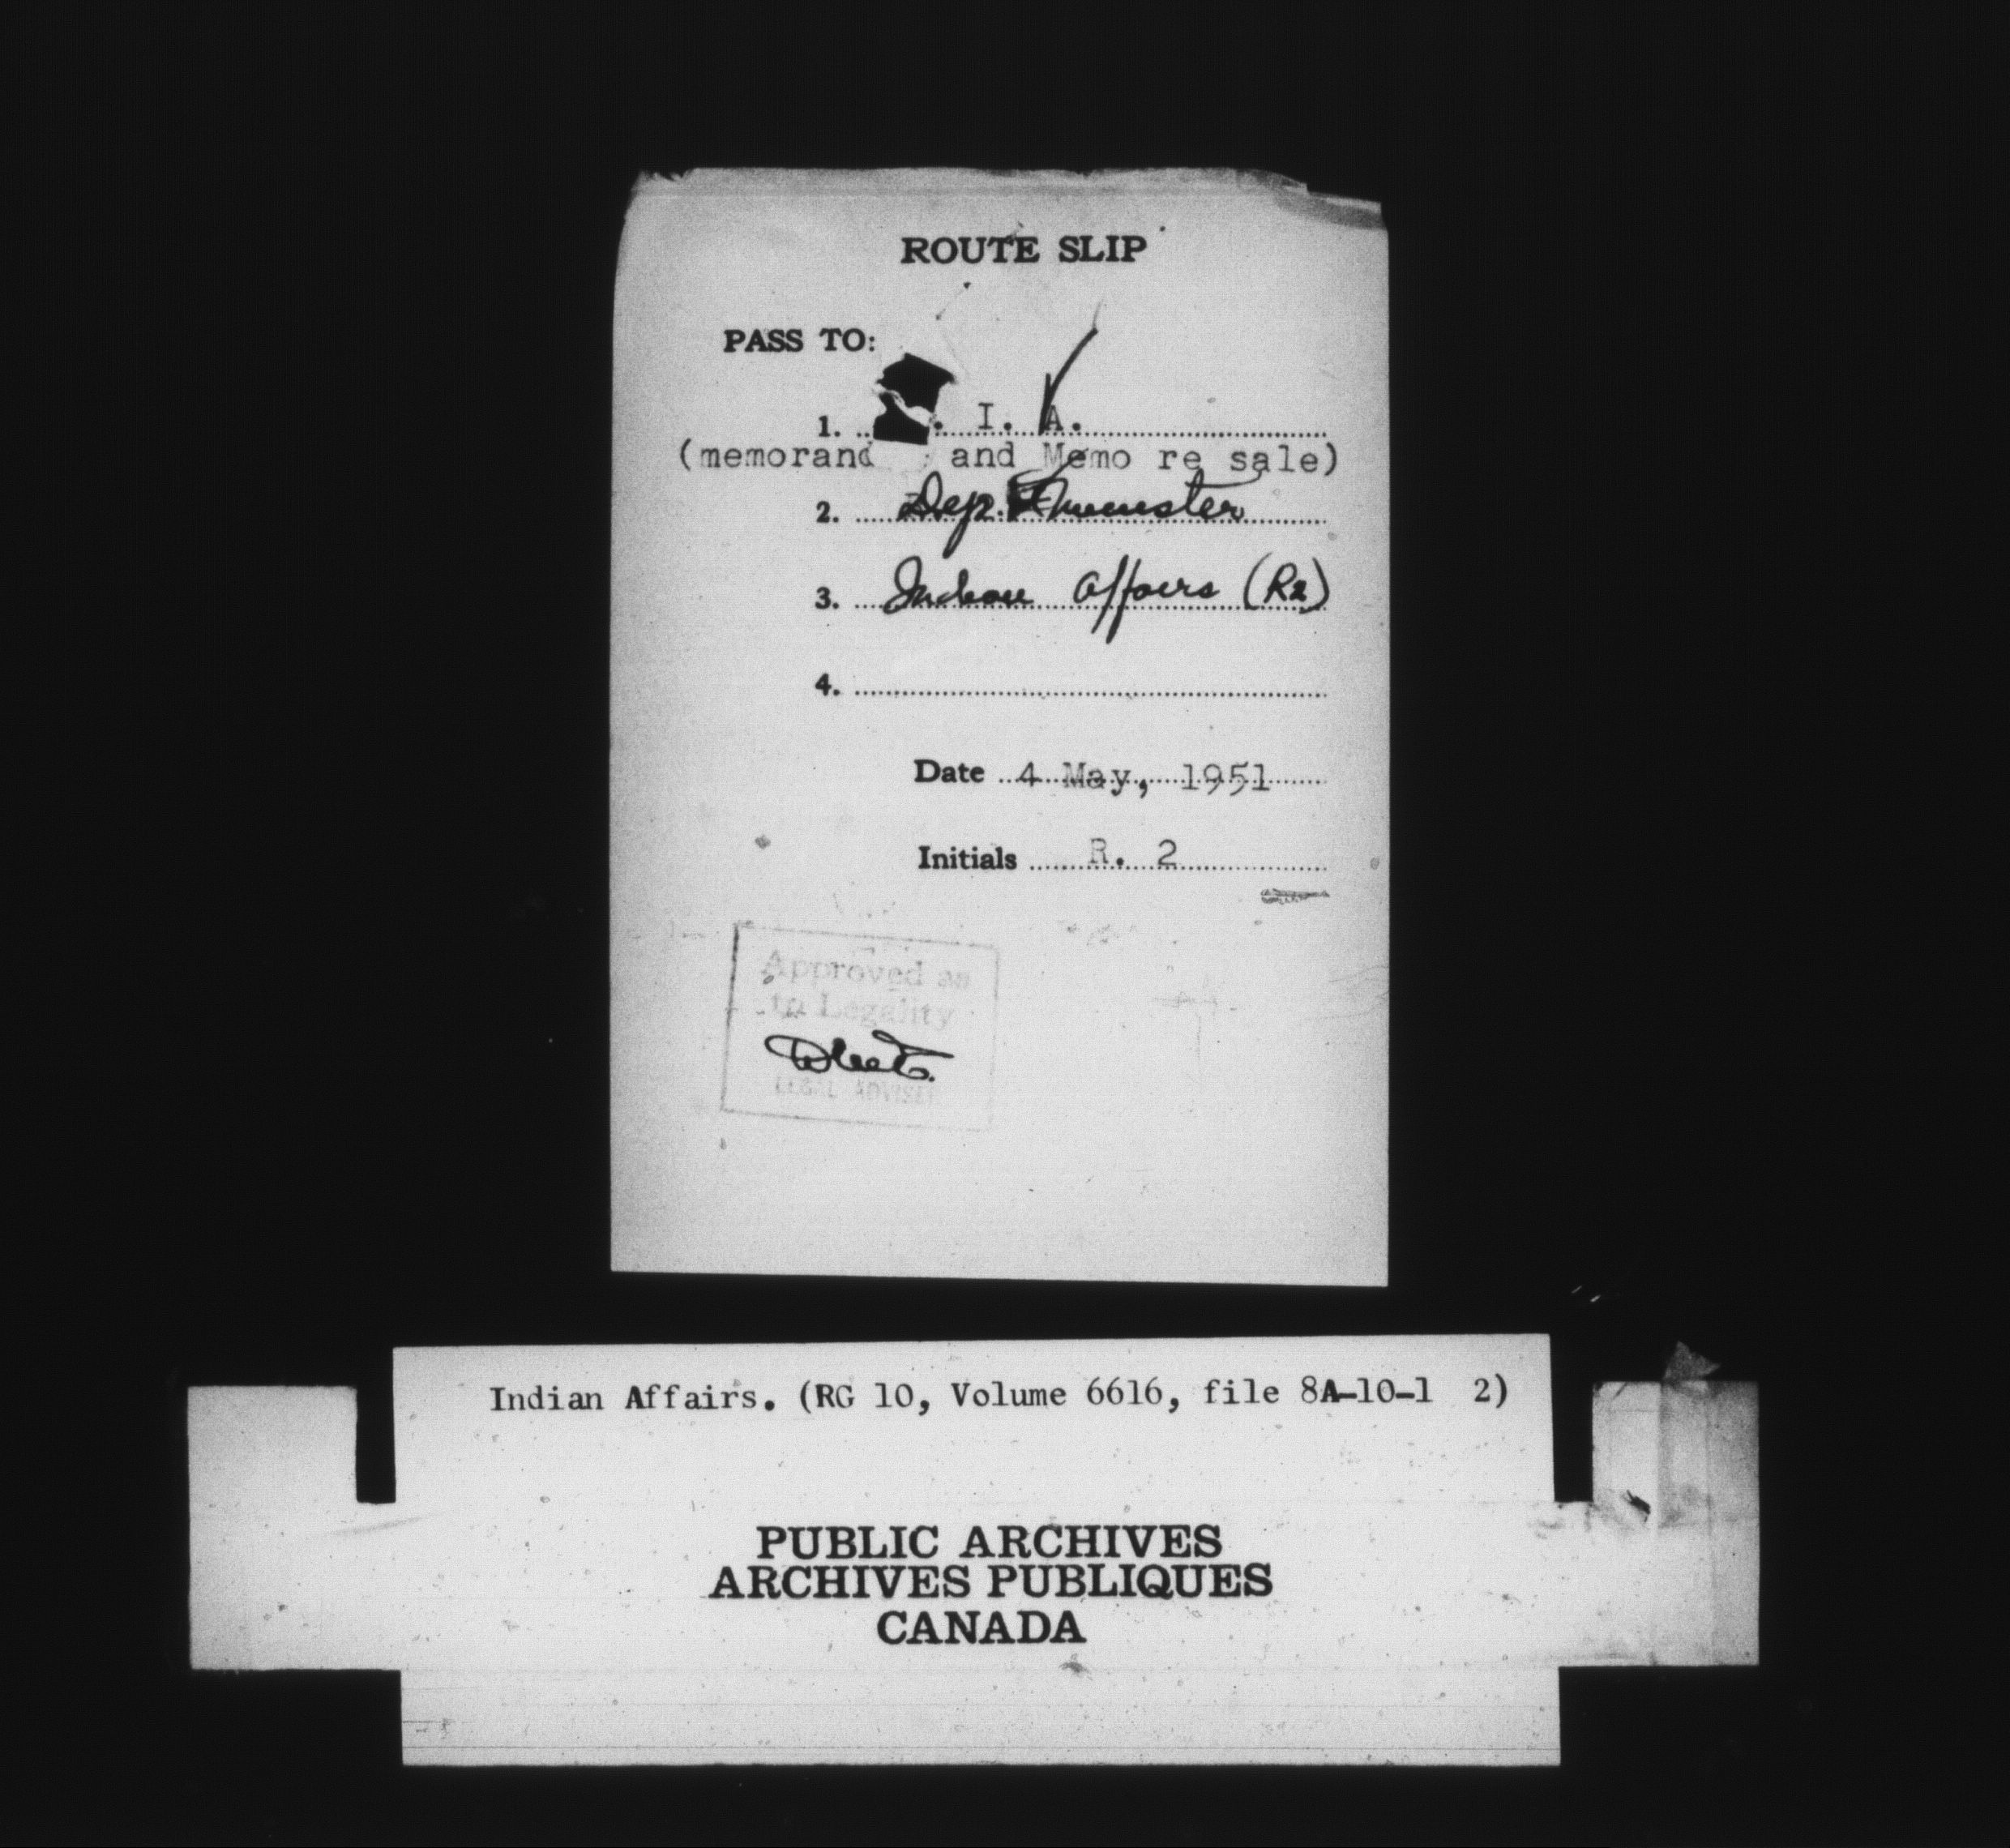 ROUTE SLIP
PASS TO:
1. . I. A.
(memorand and Memo re sale)
2. Dep. Minister
3. Indian Affairs (R2)
4.
Date 4 May, 1951
Initials R. 2
Approved as
to Legality
LEGAL ADVISER
Indian Affairs. (RG 10, Volume 6616, file 8A-10-1 2)
PUBLIC ARCHIVES
ARCHIVES PUBLIQUES
CANADA